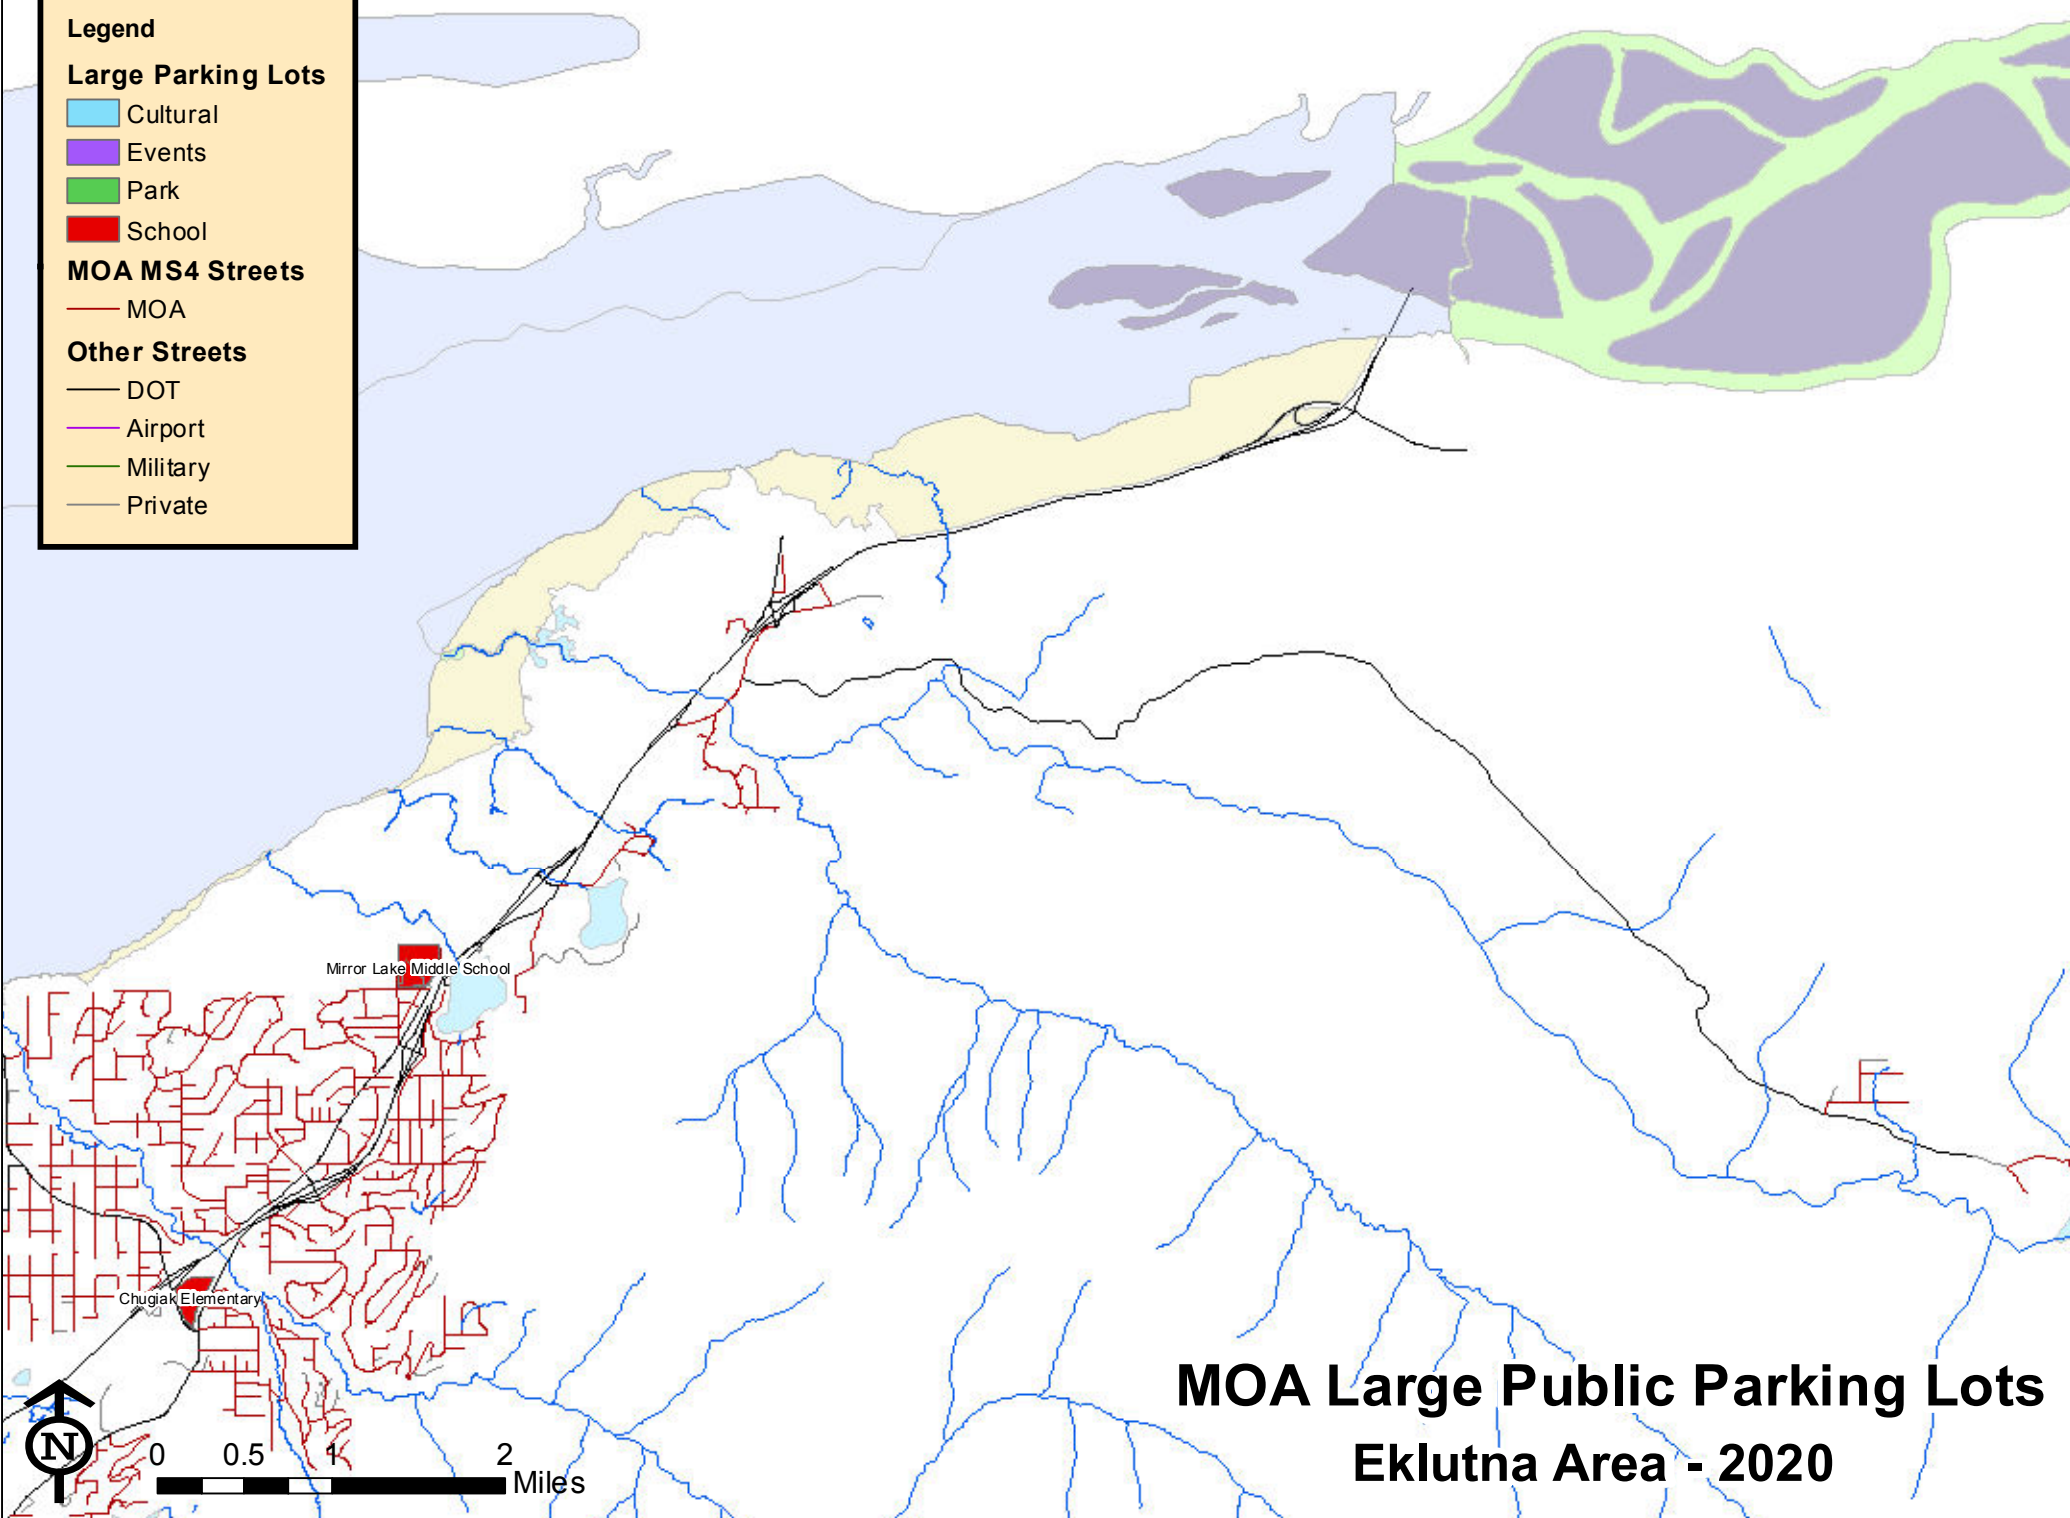 Legend
Large Parking Lots
Cultural
Events
Park
School
MOA MS4 Streets
MOA
Other Streets
DOT
Airport
Military
Private
Mirror Lake Middle School
Chugiak Elementary
N
0 0.5 1 2
Miles
MOA Large Public Parking Lots
Eklutna Area - 2020